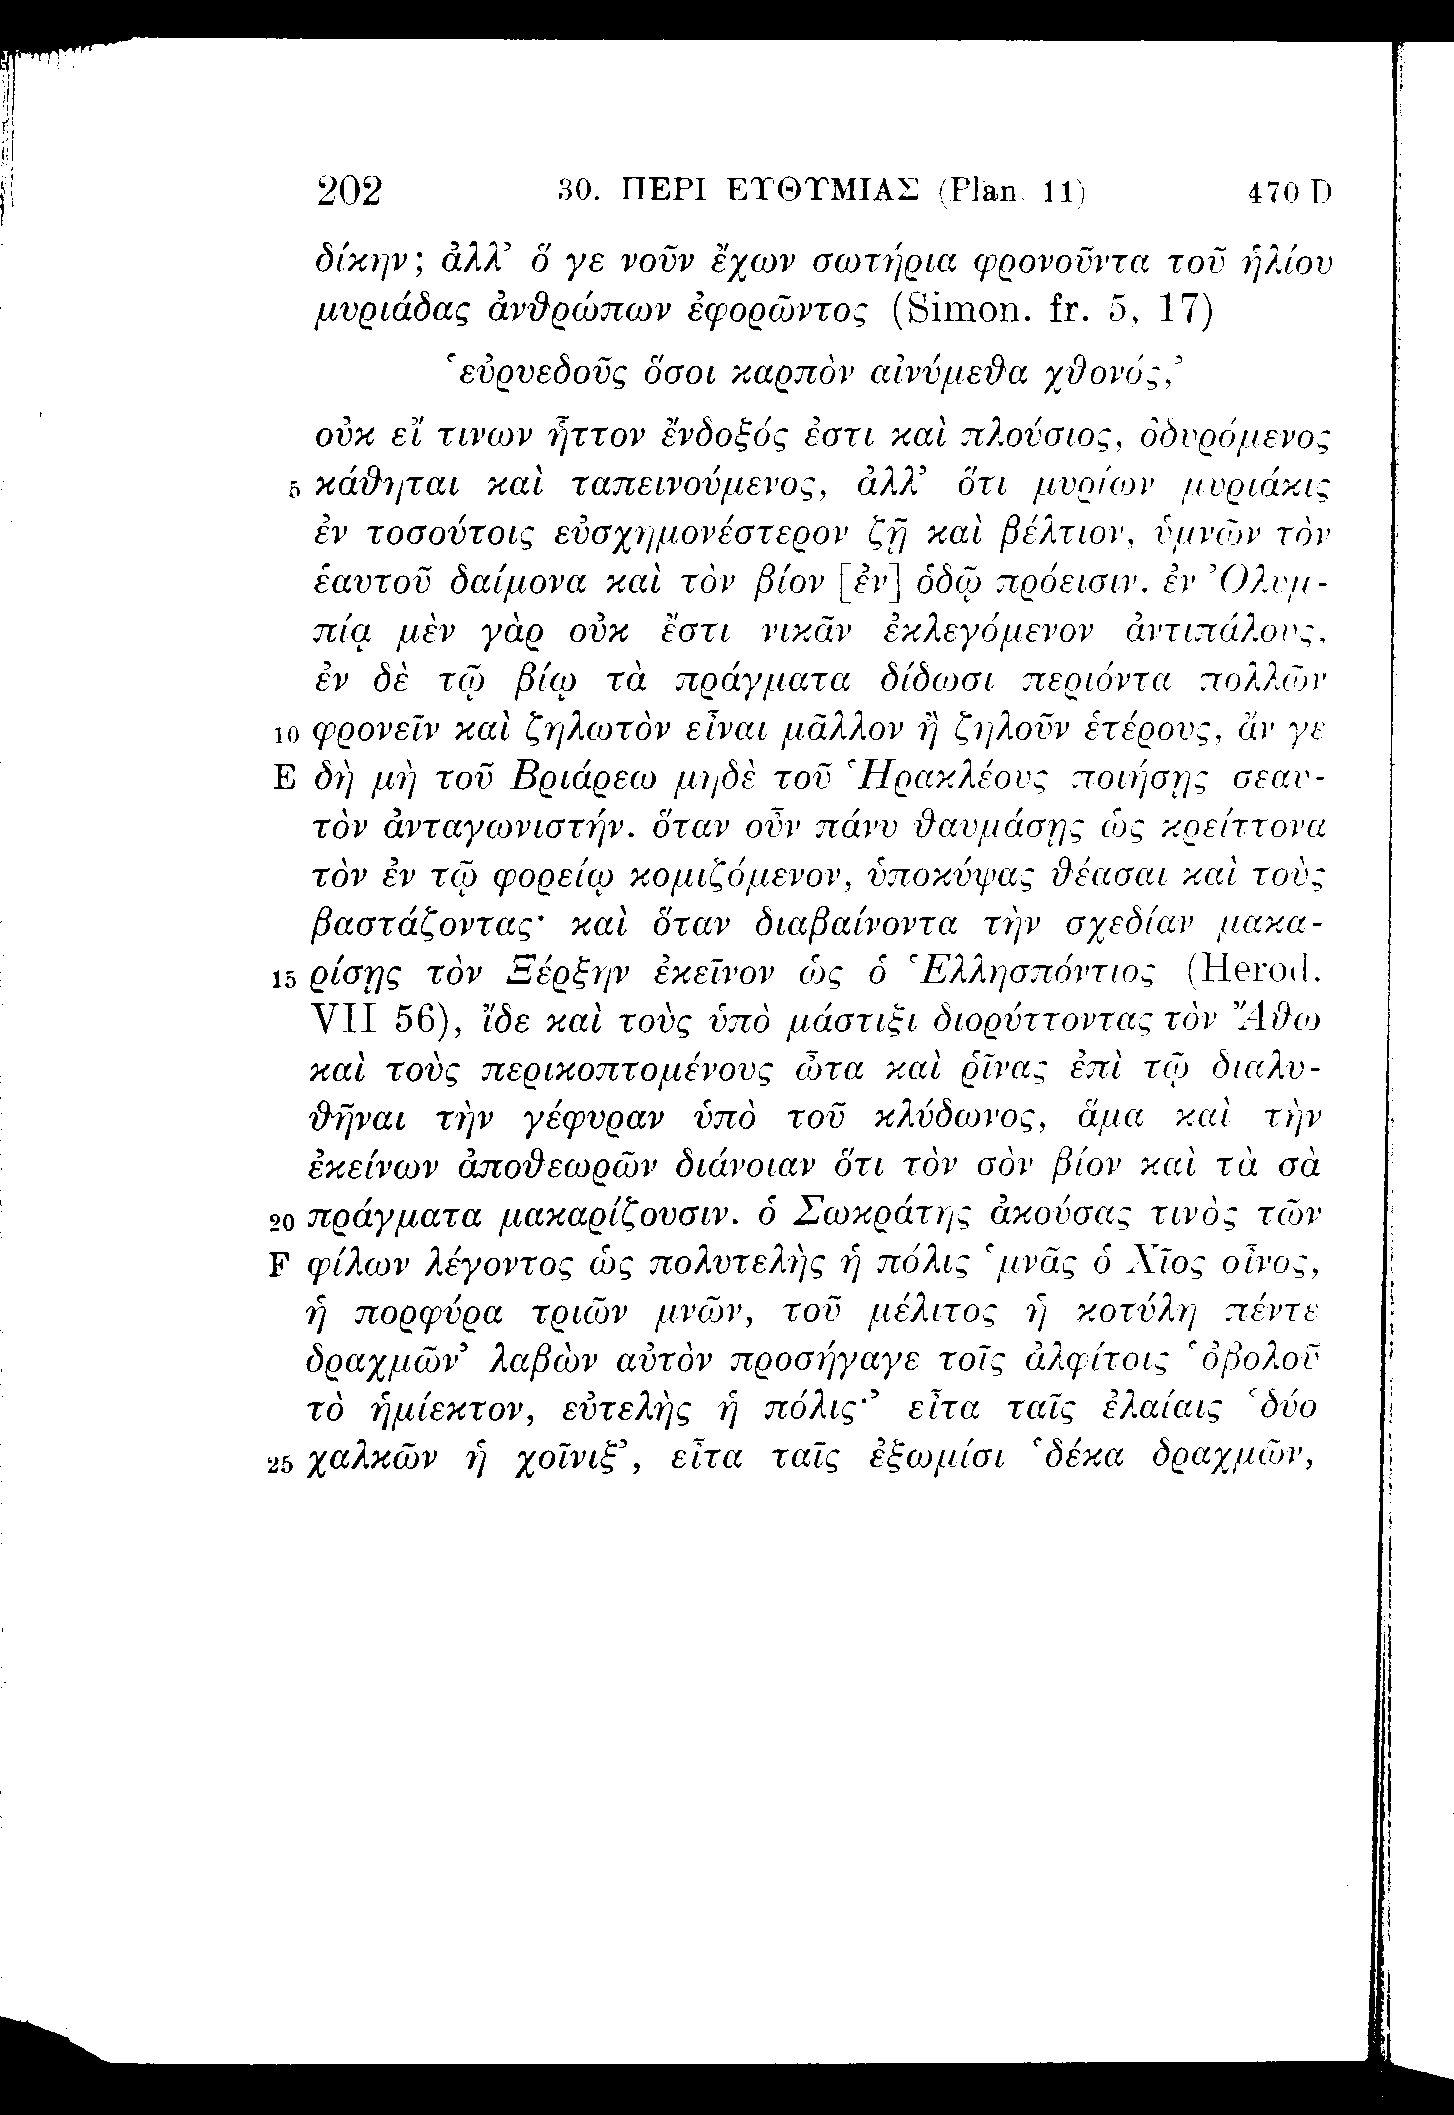 202 30. ΠΕΡΙ ΕΥΘΥΜΙΑΣ (Plan. 11) 470 D
δίκην; ἀλλ’ ὅ γε νοῦν ἔχων σωτήρια φρονοῦντα τοῦ ἡλίου
μυριάδας ἀνθρώπων ἐφορῶντος (Simon. fr. 5, 17)
‘εὐρυεδοῦς ὅσοι καρπὸν αἰνύμεθα χθονός,’
οὐκ εἴ τινων ἧττον ἔνδοξός ἐστι καὶ πλούσιος, ὀδυρόμενος
5 κάθηται καὶ ταπεινούμενος, ἀλλ’ ὅτι μυρίων μυριάκις
ἐν τοσούτοις εὐσχημονέστερον ζῇ καὶ βέλτιον, ὑμνῶν τὸν
ἑαυτοῦ δαίμονα καὶ τὸν βίον [ἐν] ὁδῷ πρόεισιν. ἐν Ὀλυμ-
πίᾳ μὲν γὰρ οὐκ ἔστι νικᾶν ἐκλεγόμενον ἀντιπάλους,
ἐν δὲ τῷ βίῳ τὰ πράγματα δίδωσι περιόντα πολλῶν
10 φρονεῖν καὶ ζηλωτὸν εἶναι μᾶλλον ἢ ζηλοῦν ἑτέρους, ἄν γε
E δὴ μὴ τοῦ Βριάρεω μηδὲ τοῦ Ἡρακλέους ποιήσῃς σεαυ-
τὸν ἀνταγωνιστήν. ὅταν οὖν πάνυ θαυμάσῃς ὡς κρείττονα
τὸν ἐν τῷ φορείῳ κομιζόμενον, ὑποκύψας θέασαι καὶ τοὺς
βαστάζοντας· καὶ ὅταν διαβαίνοντα τὴν σχεδίαν μακα-
15 ρίσῃς τὸν Ξέρξην ἐκεῖνον ὡς ὁ Ἑλλησπόντιος (Herod.
VII 56), ἴδε καὶ τοὺς ὑπὸ μάστιξι διορύττοντας τὸν Ἄθω
καὶ τοὺς περικοπτομένους ὦτα καὶ ῥῖνας ἐπὶ τῷ διαλυ-
θῆναι τὴν γέφυραν ὑπὸ τοῦ κλύδωνος, ἅμα καὶ τὴν
ἐκείνων ἀποθεωρῶν διάνοιαν ὅτι τὸν σὸν βίον καὶ τὰ σὰ
20 πράγματα μακαρίζουσιν. ὁ Σωκράτης ἀκούσας τινὸς τῶν
F φίλων λέγοντος ὡς πολυτελὴς ἡ πόλις ‘μνᾶς ὁ Χῖος οἶνος,
ἡ πορφύρα τριῶν μνῶν, τοῦ μέλιτος ἡ κοτύλη πέντε
δραχμῶν’ λαβὼν αὐτὸν προσήγαγε τοῖς ἀλφίτοις ‘ὀβολοῦ
τὸ ἡμίεκτον, εὐτελὴς ἡ πόλις·’ εἶτα ταῖς ἐλαίαις ‘δύο
25 χαλκῶν ἡ χοῖνιξ’, εἶτα ταῖς ἐξωμίσι ‘δέκα δραχμῶν,